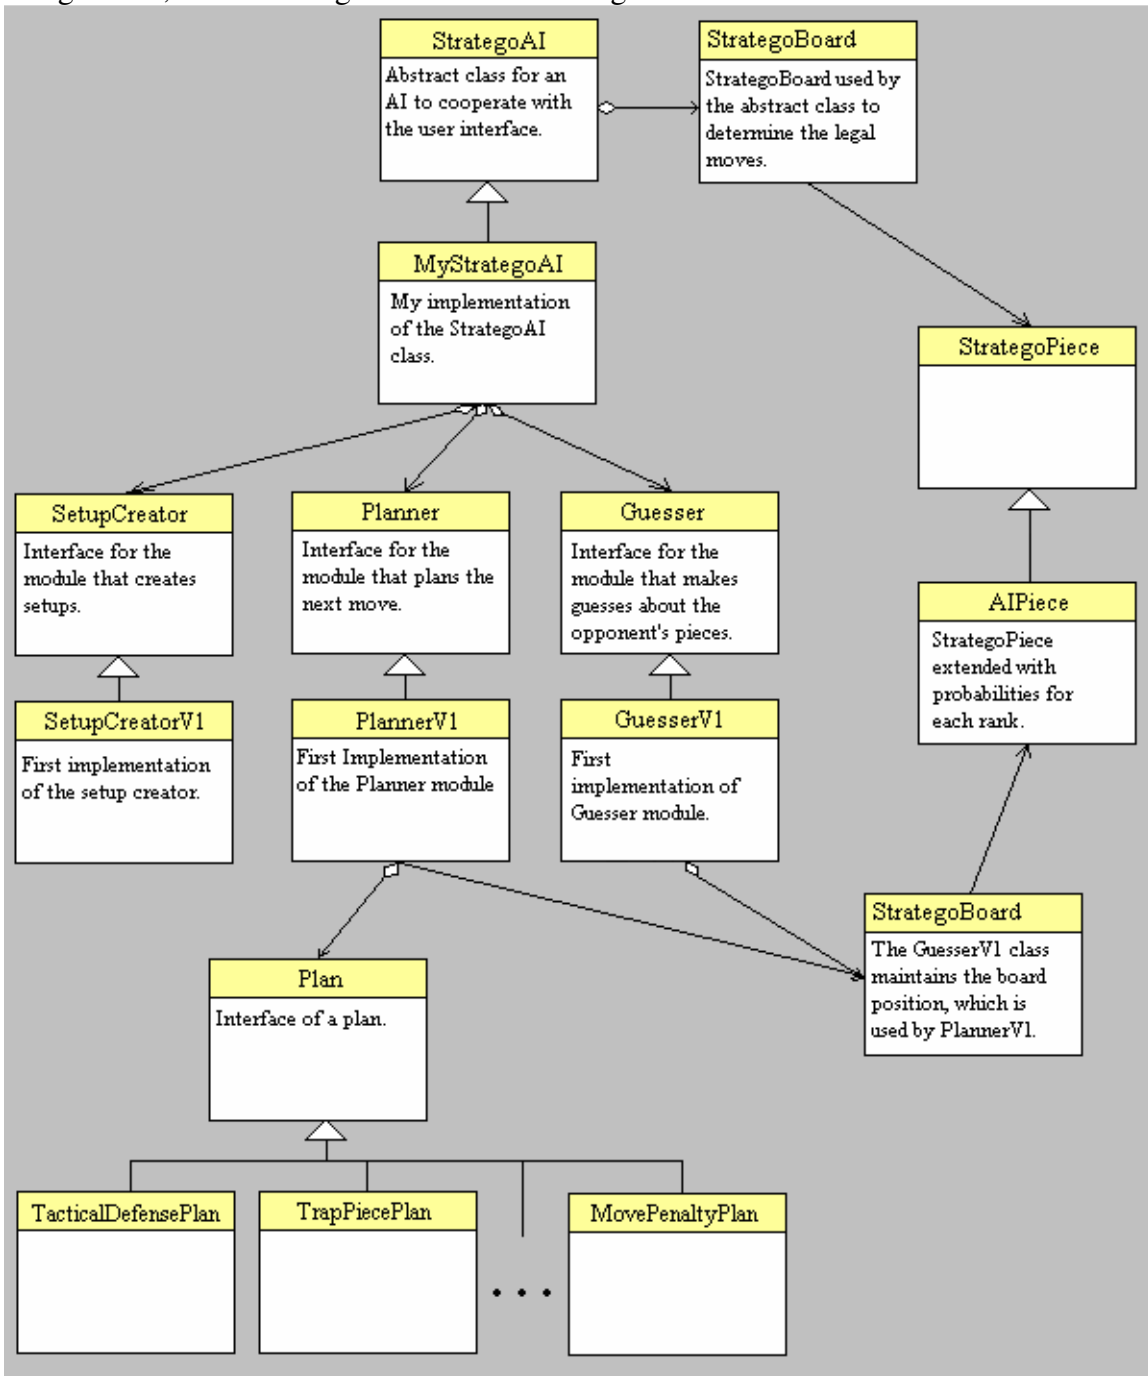 StrategoAI
Abstract class for an
AI to cooperate with
the user interface.
StrategoBoard
StrategoBoard used by
the abstract class to
determine the legal
moves.
MyStrategoAI
My implementation
of the StrategoAI
class.
StrategoPiece
SetupCreator
Interface for the
module that creates
setups.
Planner
Interface for the
module that plans the
next move.
Guesser
Interface for the
module that makes
guesses about the
opponent's pieces.
AIPiece
StrategoPiece
extended with
probabilities for
each rank.
SetupCreatorV1
First implementation
of the setup creator.
PlannerV1
First Implementation
of the Planner module
GuesserV1
First
implementation of
Guesser module.
StrategoBoard
The GuesserV1 class
maintains the board
position, which is
used by PlannerV1.
Plan
Interface of a plan.
TacticalDefensePlan
TrapPiecePlan
• • •
MovePenaltyPlan